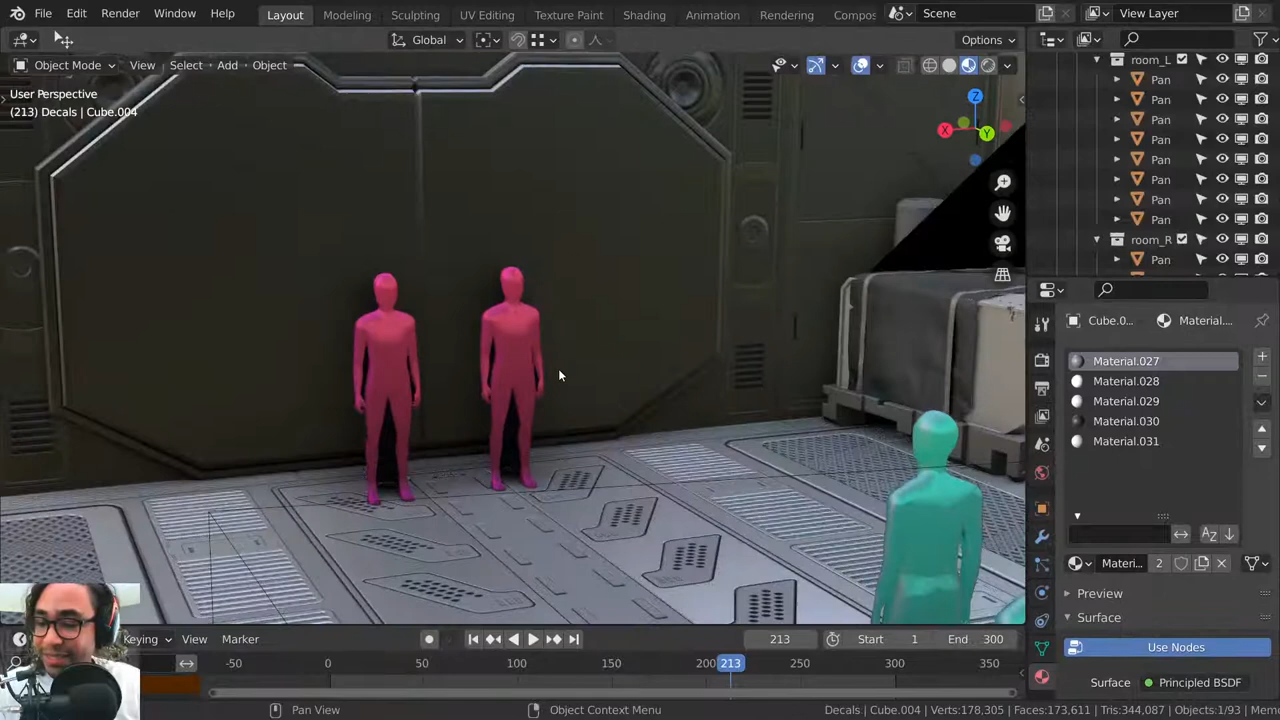 File Edit Render Window Help Layout Modeling Sculpting UV Editing Texture Paint Shading Animation Rendering Compos Scene View Layer
Global Options
Object Mode View Select Add Object
User Perspective
(213) Decals | Cube.004
Z
X
Y
room_L
Pan
Pan
Pan
Pan
Pan
Pan
Pan
Pan
room_R
Pan
Cube.0... Material....
Material.027
Material.028
Material.029
Material.030
Material.031
Materi... 2
Preview
Surface
Use Nodes
Surface Principled BSDF
Keying View Marker 213 Start 1 End 300
-50 0 50 100 150 200 213 250 300 350
Pan View Object Context Menu Decals | Cube.004 | Verts:178,305 | Faces:173,611 | Tris:344,087 | Objects:1/93 | Mem